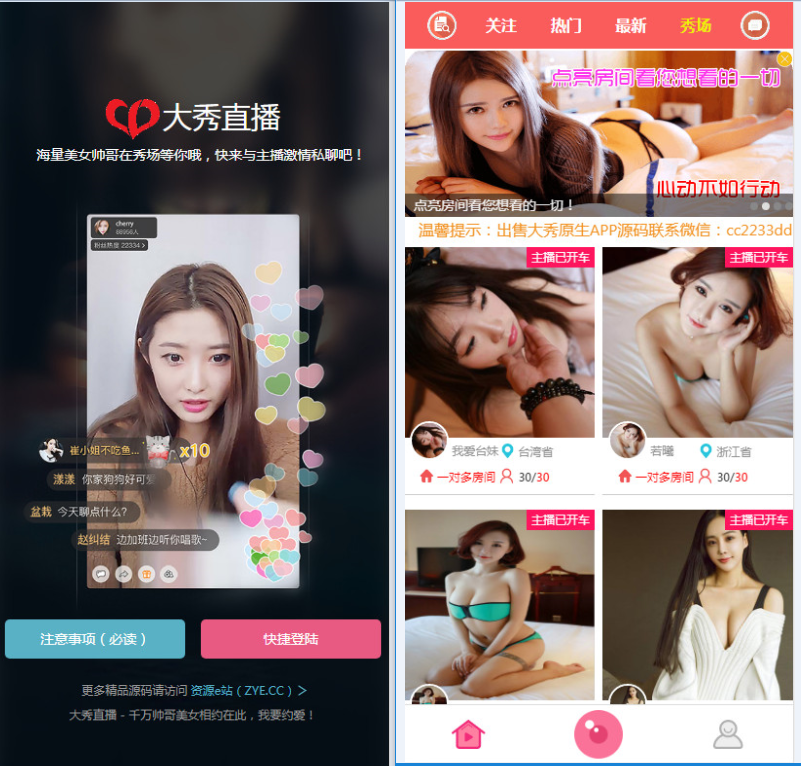 大秀直播
海量美女帅哥在秀场等你哦，快来与主播激情私聊吧！
cherry
88956人
粉丝热度 22334 >
崔小姐不吃鱼... x10
漾漾 你家狗狗好可爱
盆栽 今天聊点什么？
赵纠结 边加班边听你唱歌~
注意事项（必读）
快捷登陆
更多精品源码请访问 资源e站（ZYE.CC）>
大秀直播 - 千万帅哥美女相约在此，我要约爱！
关注 热门 最新 秀场
点亮房间看您想看的一切
心动不如行动
点亮房间看您想看的一切！
温馨提示：出售大秀原生APP源码联系微信：cc2233dd
主播已开车
我爱台妹 台湾省
一对多房间 30/30
主播已开车
若曦 浙江省
一对多房间 30/30
主播已开车
主播已开车